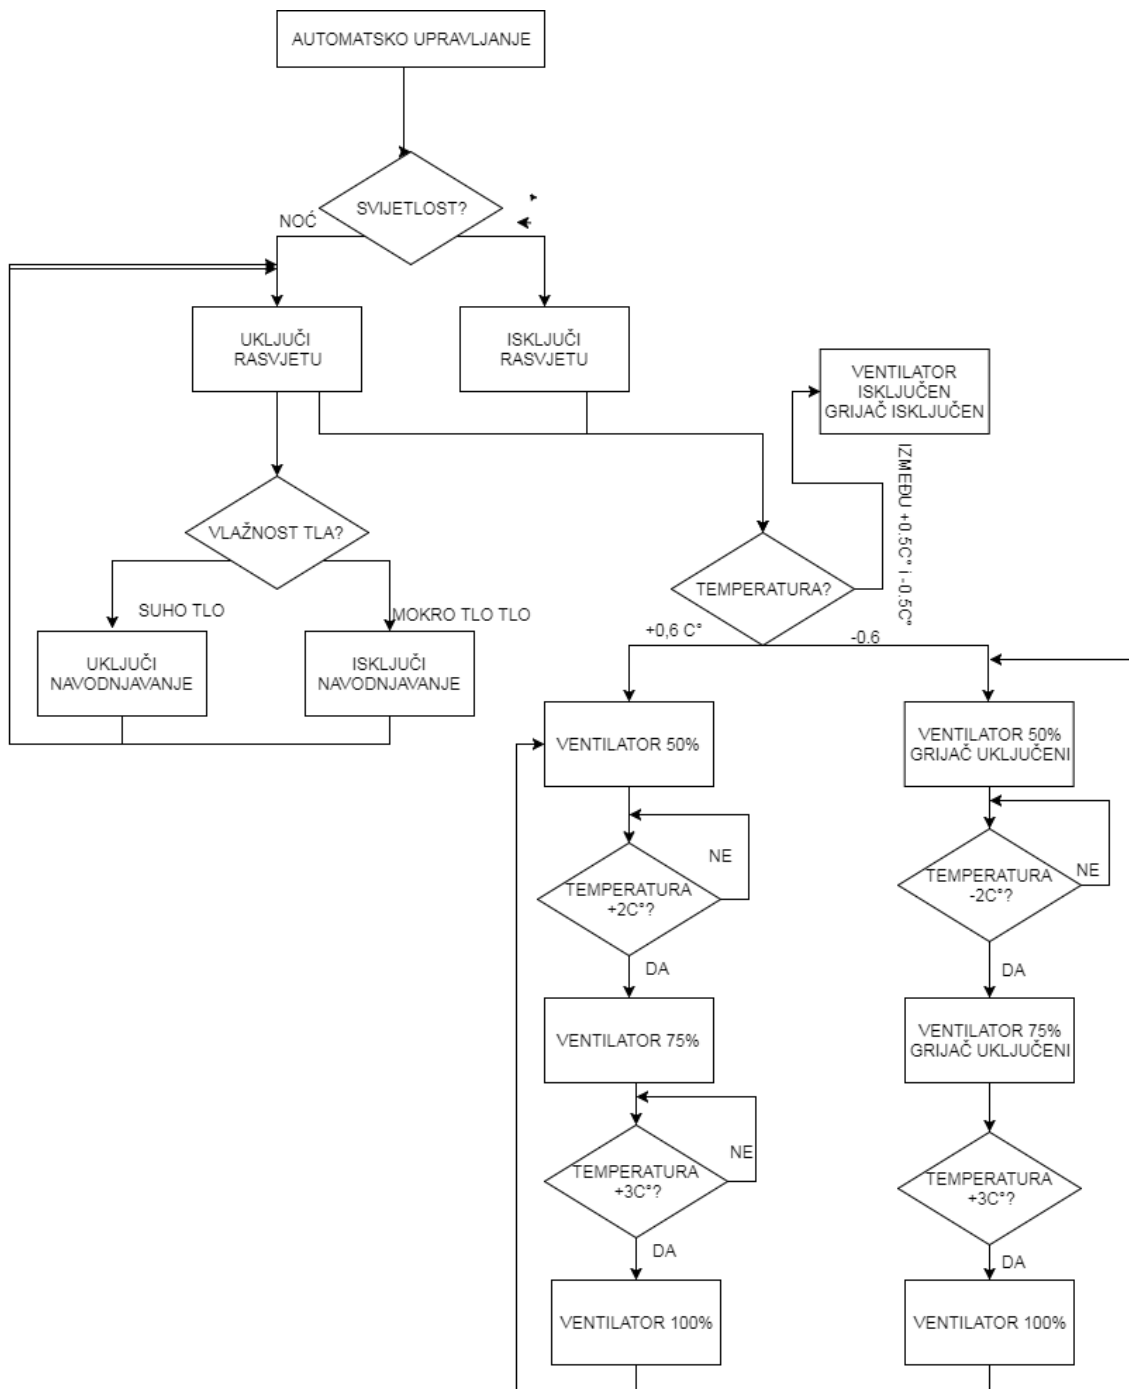 AUTOMATSKO UPRAVLJANJE
SVIJETLOST?
NOĆ
UKLJUČI
RASVJETU
ISKLJUČI
RASVJETU
VENTILATOR
ISKLJUČEN
GRIJAČ ISKLJUČEN
IZMEĐU +0.5C° i -0.5C°
VLAŽNOST TLA?
TEMPERATURA?
SUHO TLO
MOKRO TLO TLO
+0,6 C°
-0.6
UKLJUČI
NAVODNJAVANJE
ISKLJUČI
NAVODNJAVANJE
VENTILATOR 50%
VENTILATOR 50%
GRIJAČ UKLJUČENI
NE
TEMPERATURA
+2C°?
NE
TEMPERATURA
-2C°?
DA
DA
VENTILATOR 75%
VENTILATOR 75%
GRIJAČ UKLJUČENI
NE
TEMPERATURA
+3C°?
TEMPERATURA
+3C°?
DA
DA
VENTILATOR 100%
VENTILATOR 100%